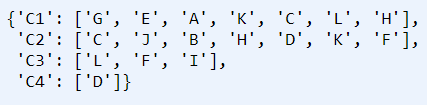 {'C1': ['G', 'E', 'A', 'K', 'C', 'L', 'H'],
'C2': ['C', 'J', 'B', 'H', 'D', 'K', 'F'],
'C3': ['L', 'F', 'I'],
'C4': ['D']}